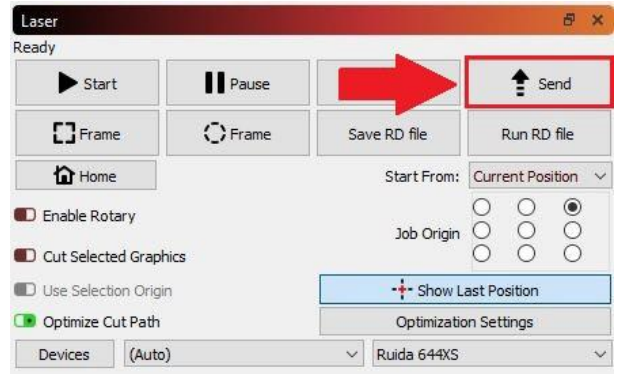 Laser
Ready
Start Pause Send
Frame Frame Save RD file Run RD file
Home Start From: Current Position
Enable Rotary
Job Origin
Cut Selected Graphics
Use Selection Origin Show Last Position
Optimize Cut Path Optimization Settings
Devices (Auto) Ruida 644XS